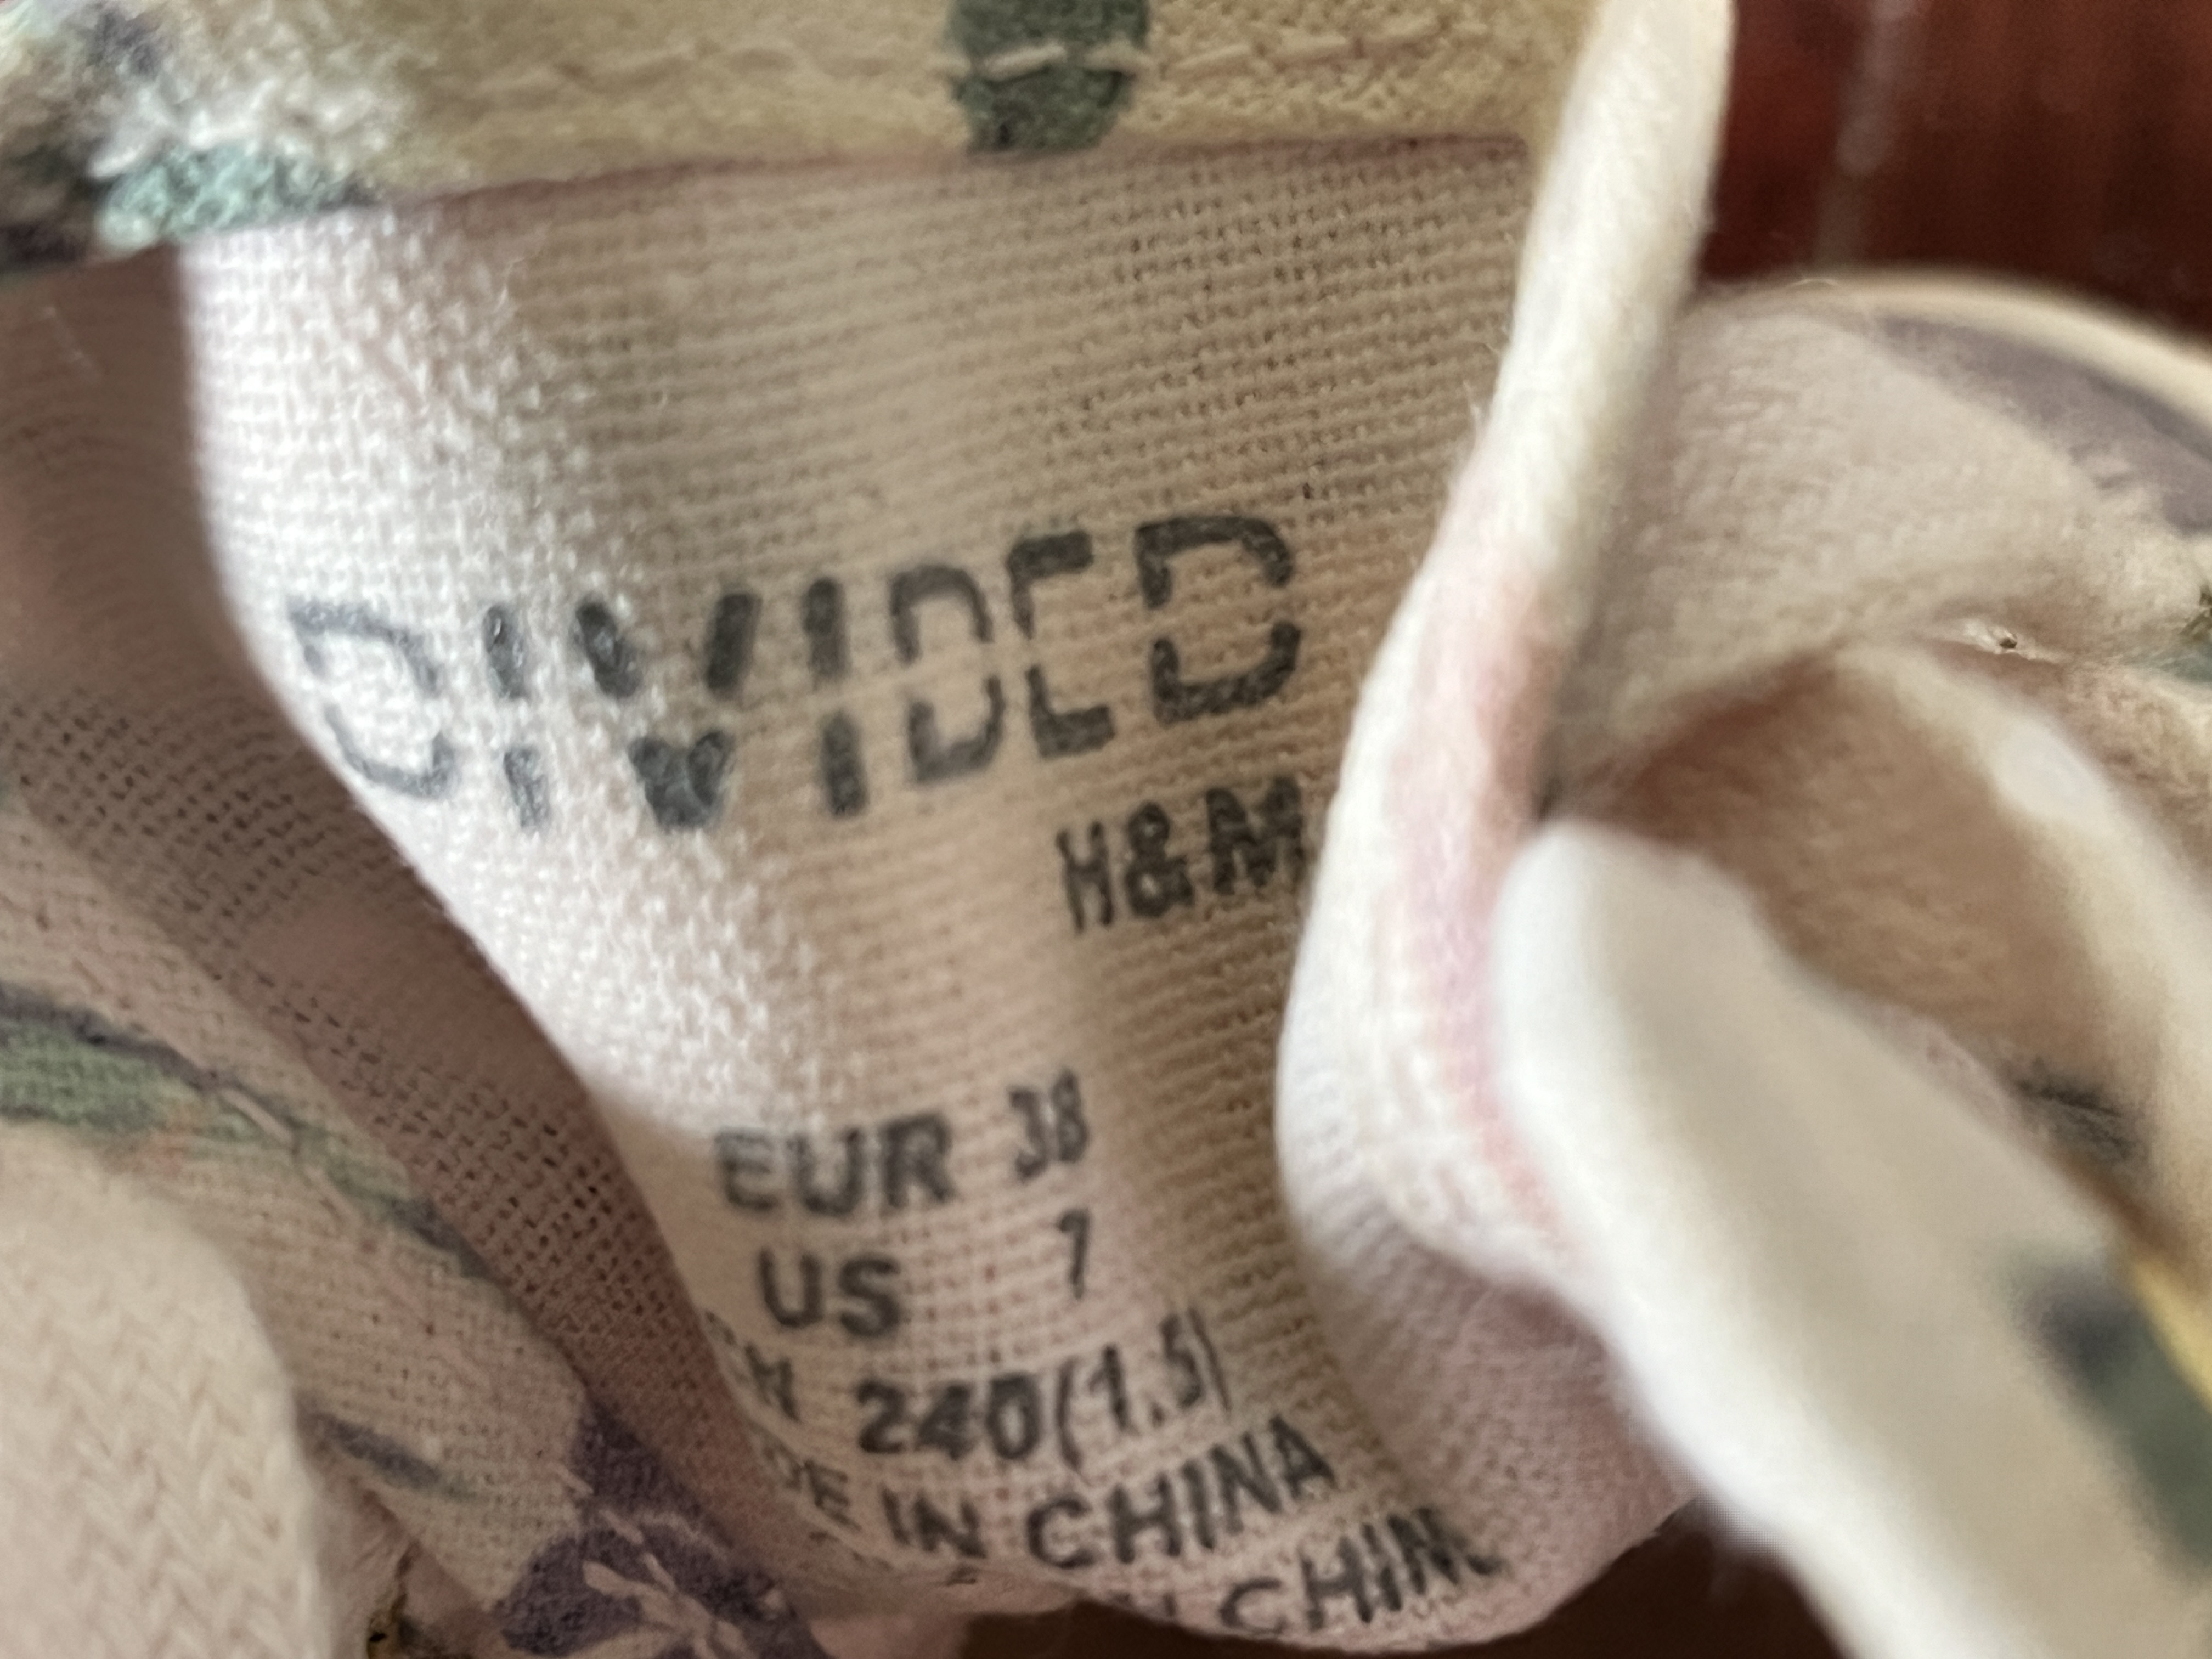 DIVIDED
H&M
EUR 38
US 7
240(1.5)
IN CHINA